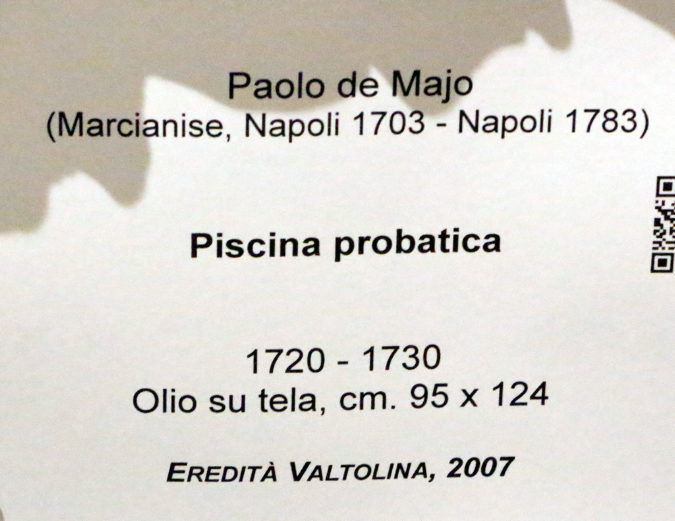 Paolo de Majo
(Marcianise, Napoli 1703 - Napoli 1783)
Piscina probatica
1720 - 1730
Olio su tela, cm. 95 x 124
EREDITÀ VALTOLINA, 2007